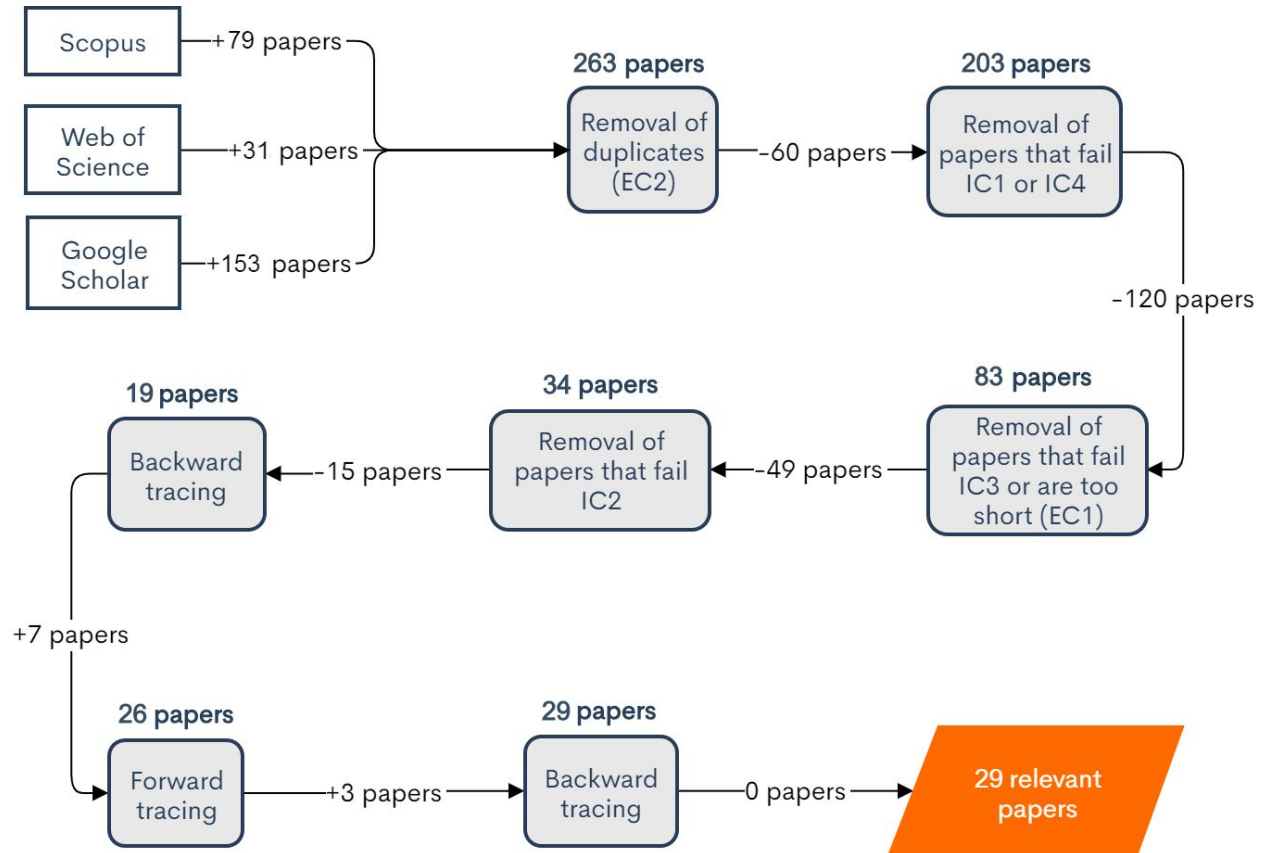 Scopus
+79 papers
Web of
Science
+31 papers
Google
Scholar
+153 papers
263 papers
Removal of
duplicates
(EC2)
-60 papers
203 papers
Removal of
papers that fail
IC1 or IC4
-120 papers
83 papers
Removal of
papers that fail
IC3 or are too
short (EC1)
-49 papers
34 papers
Removal of
papers that fail
IC2
-15 papers
19 papers
Backward
tracing
+7 papers
26 papers
Forward
tracing
+3 papers
29 papers
Backward
tracing
0 papers
29 relevant
papers